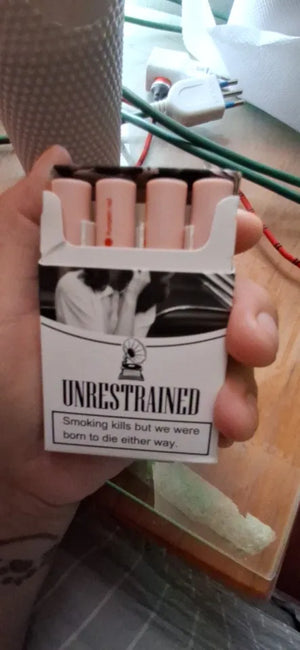 UNRESTRAINED
Smoking kills but we were
born to die either way.